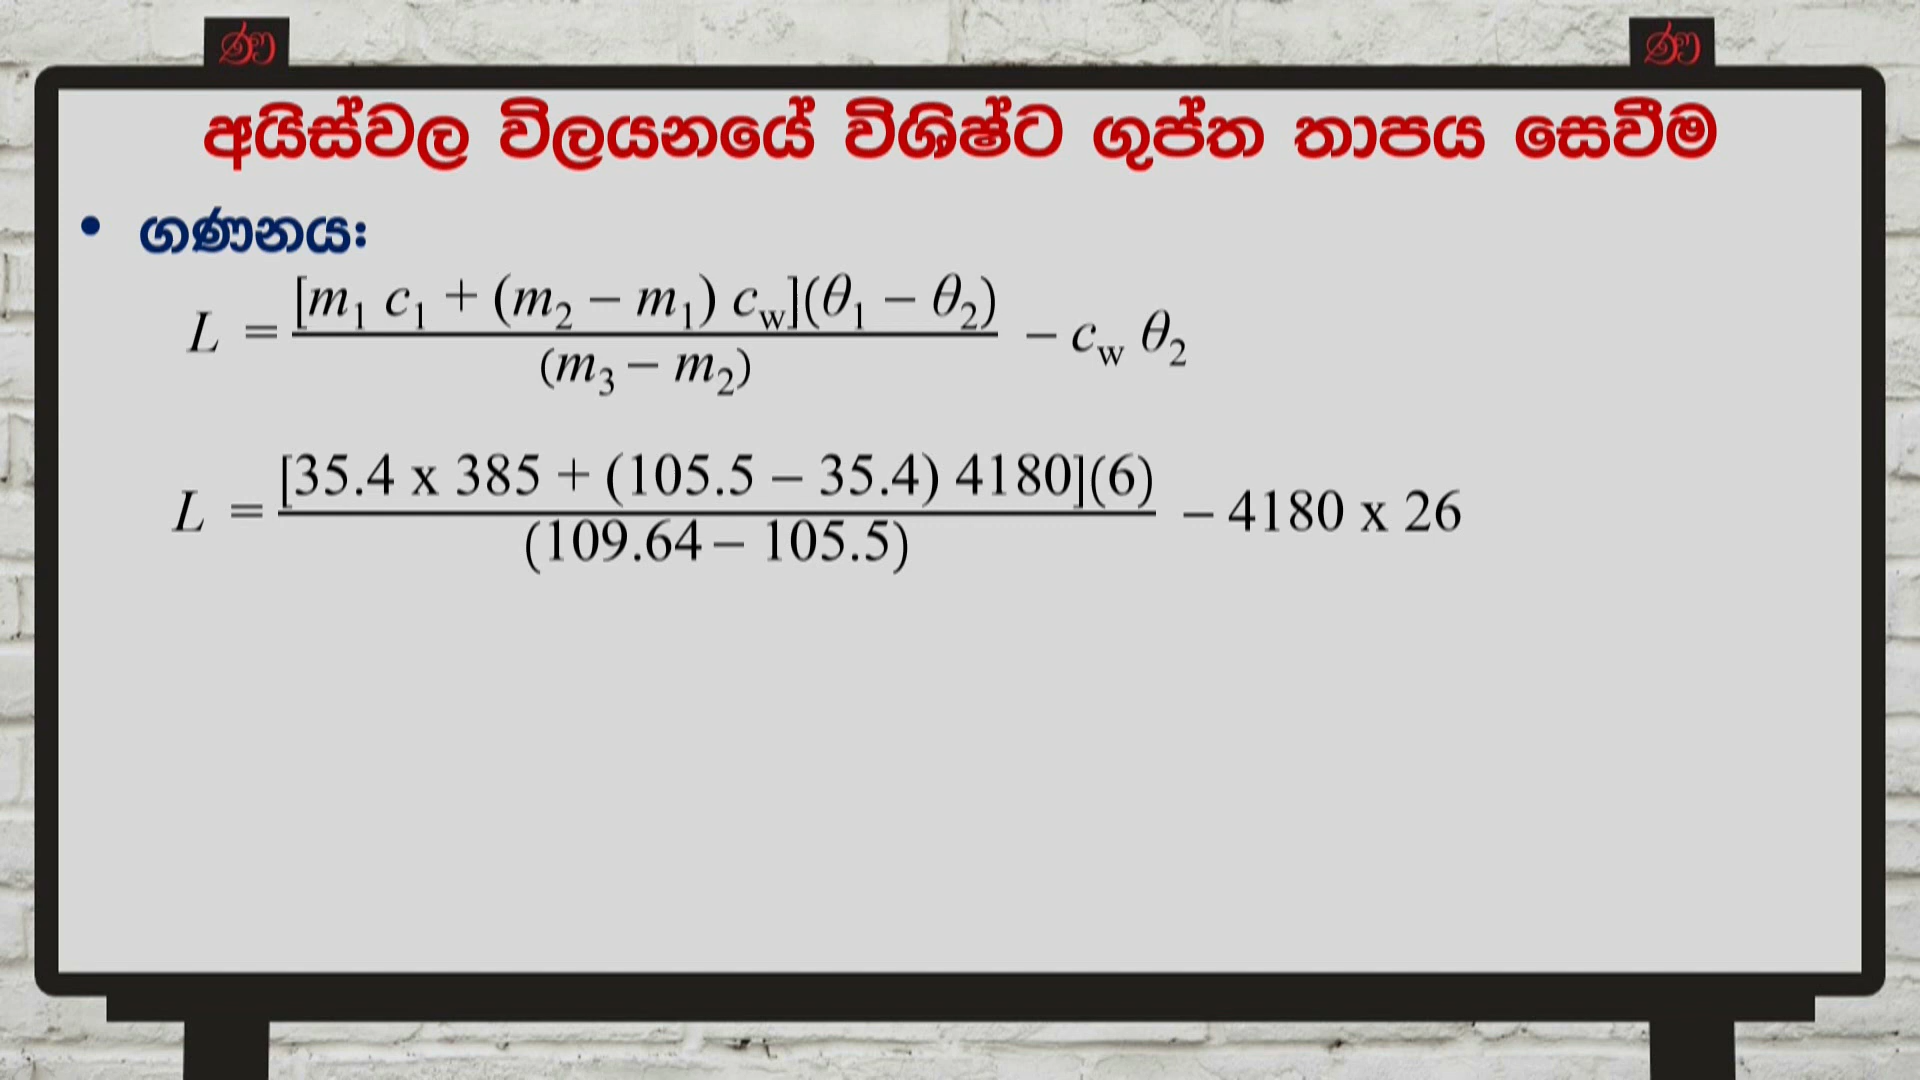 ණ ණ
අයිස්වල විලයනයේ විශිෂ්ට ගුප්ත තාපය සෙවීම
• ගණනය:
L = [m₁ c₁ + (m₂ – m₁) c_w](θ₁ – θ₂) / (m₃ – m₂) – c_w θ₂
L = [35.4 x 385 + (105.5 – 35.4) 4180](6) / (109.64 – 105.5) – 4180 x 26